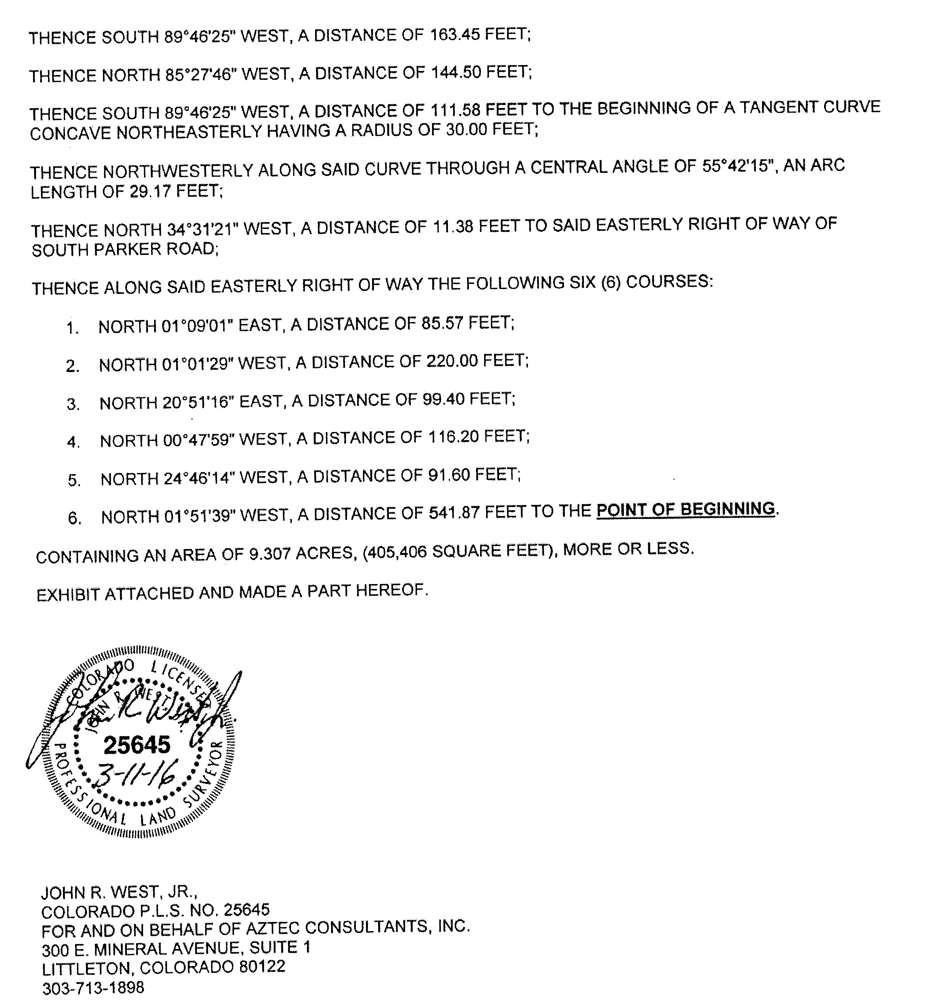 THENCE SOUTH 89°46'25" WEST, A DISTANCE OF 163.45 FEET;
THENCE NORTH 85°27'46" WEST, A DISTANCE OF 144.50 FEET;
THENCE SOUTH 89°46'25" WEST, A DISTANCE OF 111.58 FEET TO THE BEGINNING OF A TANGENT CURVE
CONCAVE NORTHEASTERLY HAVING A RADIUS OF 30.00 FEET;
THENCE NORTHWESTERLY ALONG SAID CURVE THROUGH A CENTRAL ANGLE OF 55°42'15", AN ARC
LENGTH OF 29.17 FEET;
THENCE NORTH 34°31'21" WEST, A DISTANCE OF 11.38 FEET TO SAID EASTERLY RIGHT OF WAY OF
SOUTH PARKER ROAD;
THENCE ALONG SAID EASTERLY RIGHT OF WAY THE FOLLOWING SIX (6) COURSES:
1. NORTH 01°09'01" EAST, A DISTANCE OF 85.57 FEET;
2. NORTH 01°01'29" WEST, A DISTANCE OF 220.00 FEET;
3. NORTH 20°51'16" EAST, A DISTANCE OF 99.40 FEET;
4. NORTH 00°47'59" WEST, A DISTANCE OF 116.20 FEET;
5. NORTH 24°46'14" WEST, A DISTANCE OF 91.60 FEET;
6. NORTH 01°51'39" WEST, A DISTANCE OF 541.87 FEET TO THE POINT OF BEGINNING.
CONTAINING AN AREA OF 9.307 ACRES, (405,406 SQUARE FEET), MORE OR LESS.
EXHIBIT ATTACHED AND MADE A PART HEREOF.
COLORADO LICENSED
JOHN R. WEST, JR.
John R West Jr.
25645
3-11-16
PROFESSIONAL LAND SURVEYOR
JOHN R. WEST, JR.,
COLORADO P.L.S. NO. 25645
FOR AND ON BEHALF OF AZTEC CONSULTANTS, INC.
300 E. MINERAL AVENUE, SUITE 1
LITTLETON, COLORADO 80122
303-713-1898